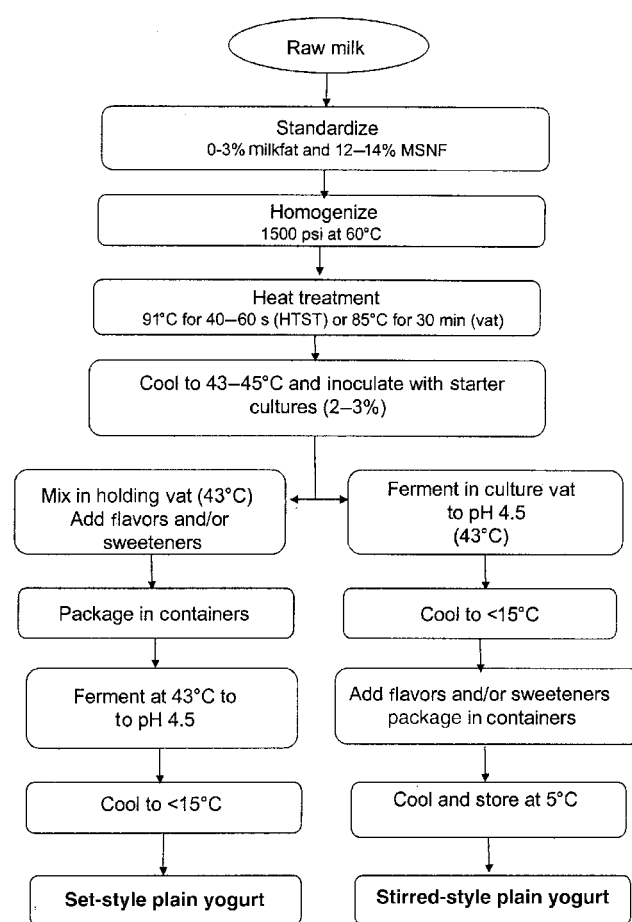 Raw milk
Standardize
0-3% milkfat and 12–14% MSNF
Homogenize
1500 psi at 60°C
Heat treatment
91°C for 40–60 s (HTST) or 85°C for 30 min (vat)
Cool to 43–45°C and inoculate with starter
cultures (2–3%)
Mix in holding vat (43°C)
Add flavors and/or
sweeteners
Package in containers
Ferment at 43°C to
to pH 4.5
Cool to <15°C
Set-style plain yogurt
Ferment in culture vat
to pH 4.5
(43°C)
Cool to <15°C
Add flavors and/or sweeteners
package in containers
Cool and store at 5°C
Stirred-style plain yogurt